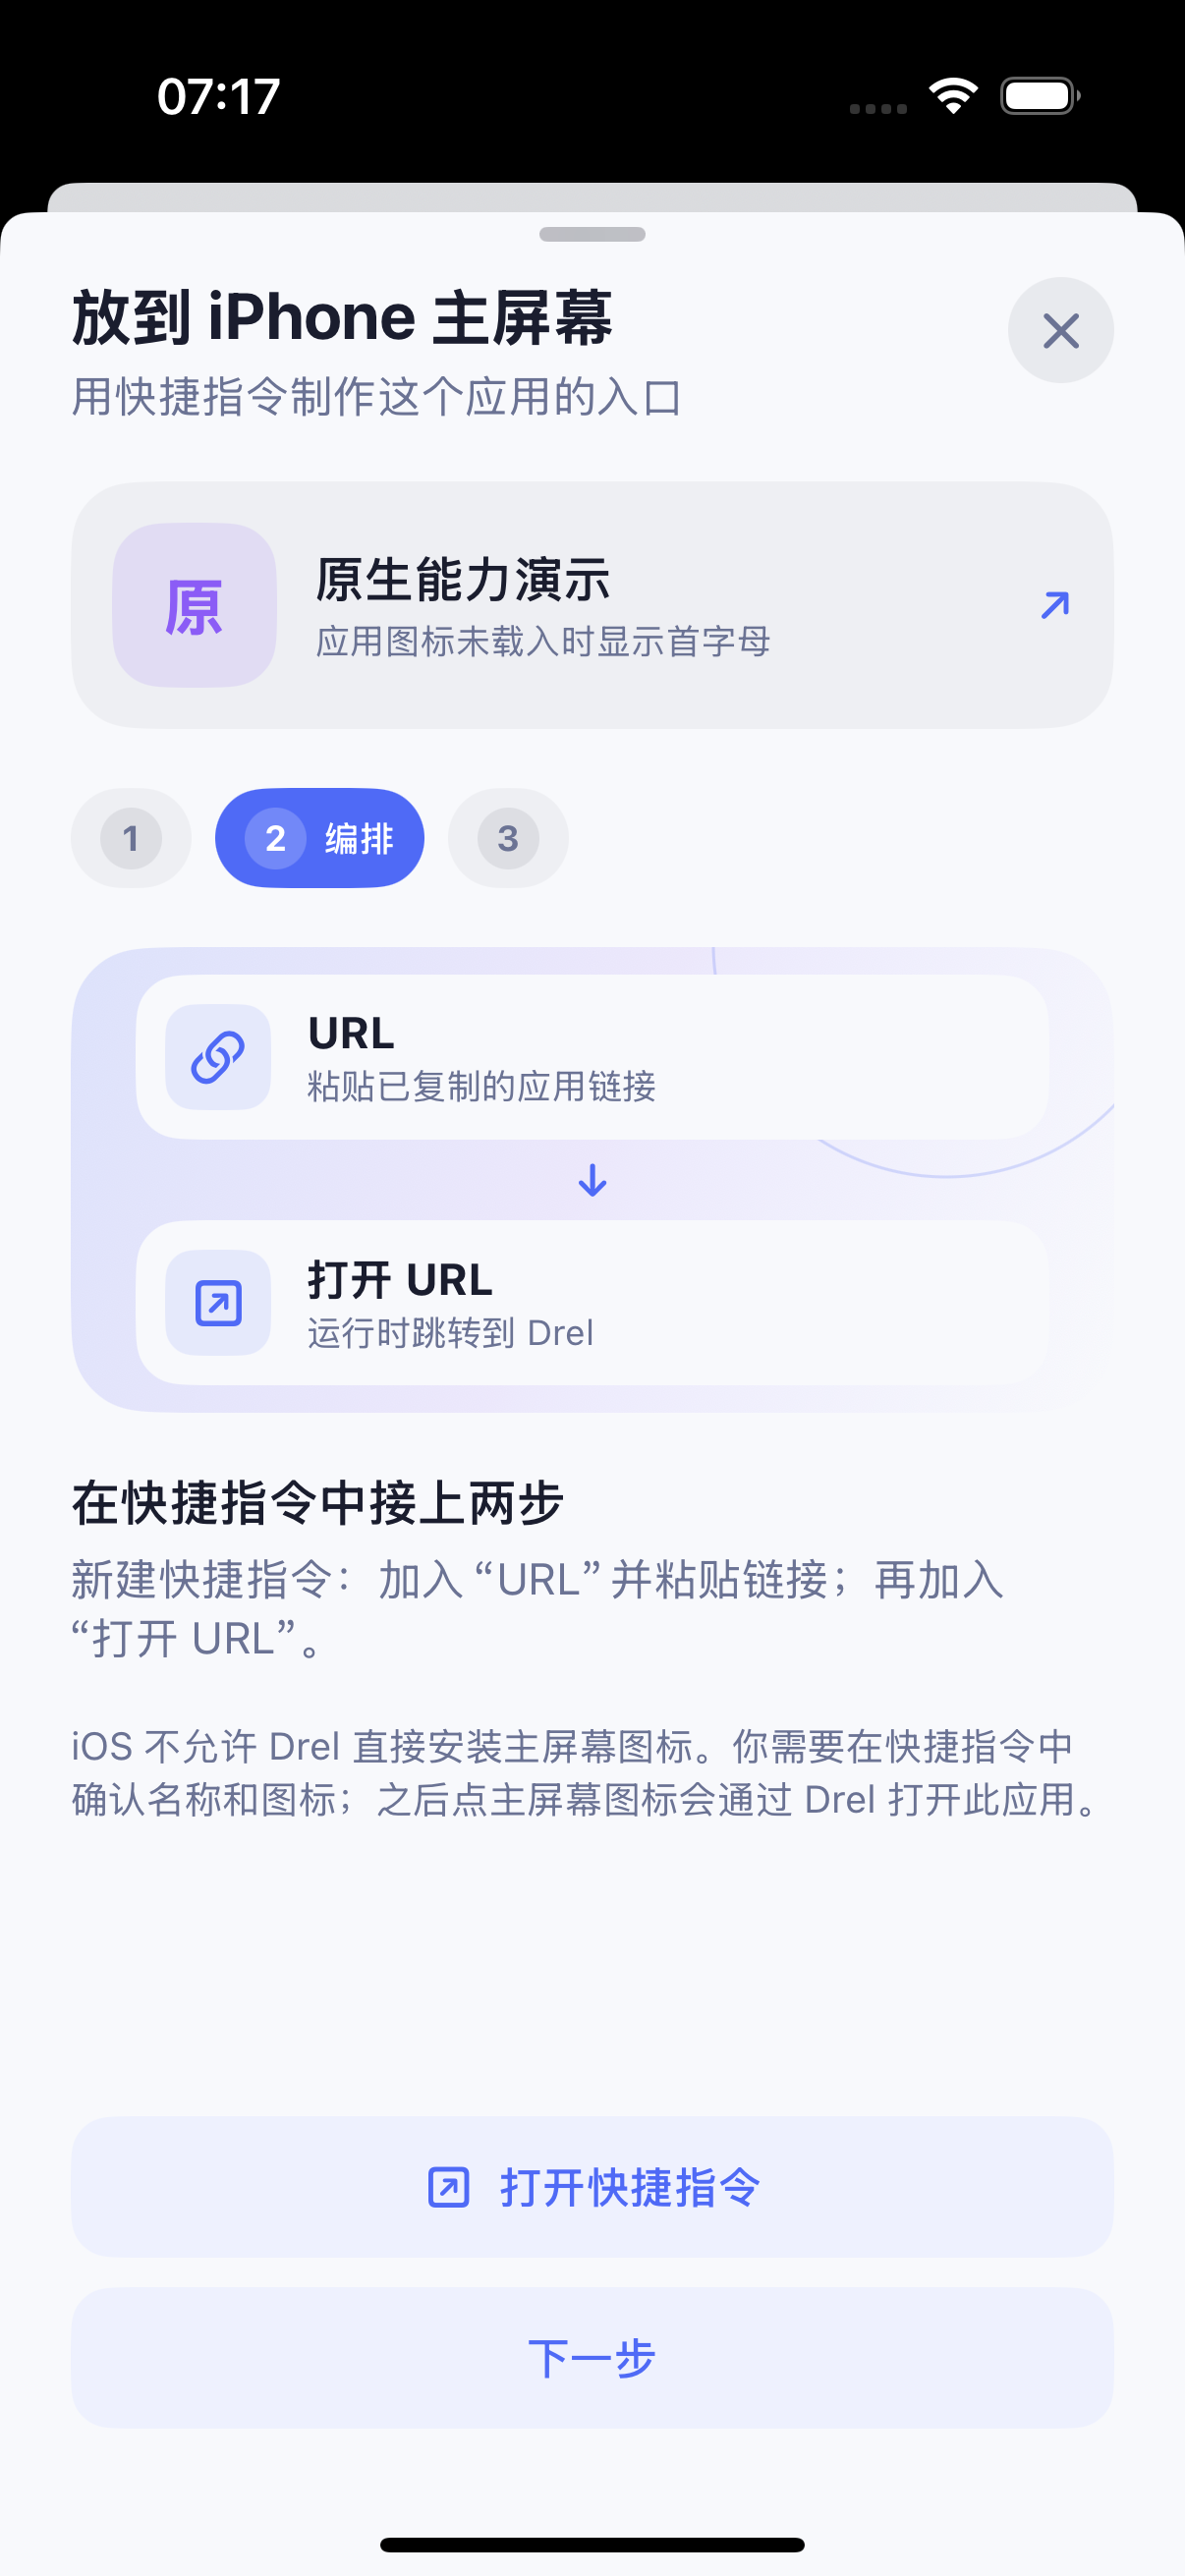 07:17
放到 iPhone 主屏幕
用快捷指令制作这个应用的入口
原
原生能力演示
应用图标未载入时显示首字母
1
2 编排
3
URL
粘贴已复制的应用链接
打开 URL
运行时跳转到 Drel
在快捷指令中接上两步
新建快捷指令：加入 “URL” 并粘贴链接；再加入
“打开 URL”。
iOS 不允许 Drel 直接安装主屏幕图标。你需要在快捷指令中
确认名称和图标；之后点主屏幕图标会通过 Drel 打开此应用。
打开快捷指令
下一步